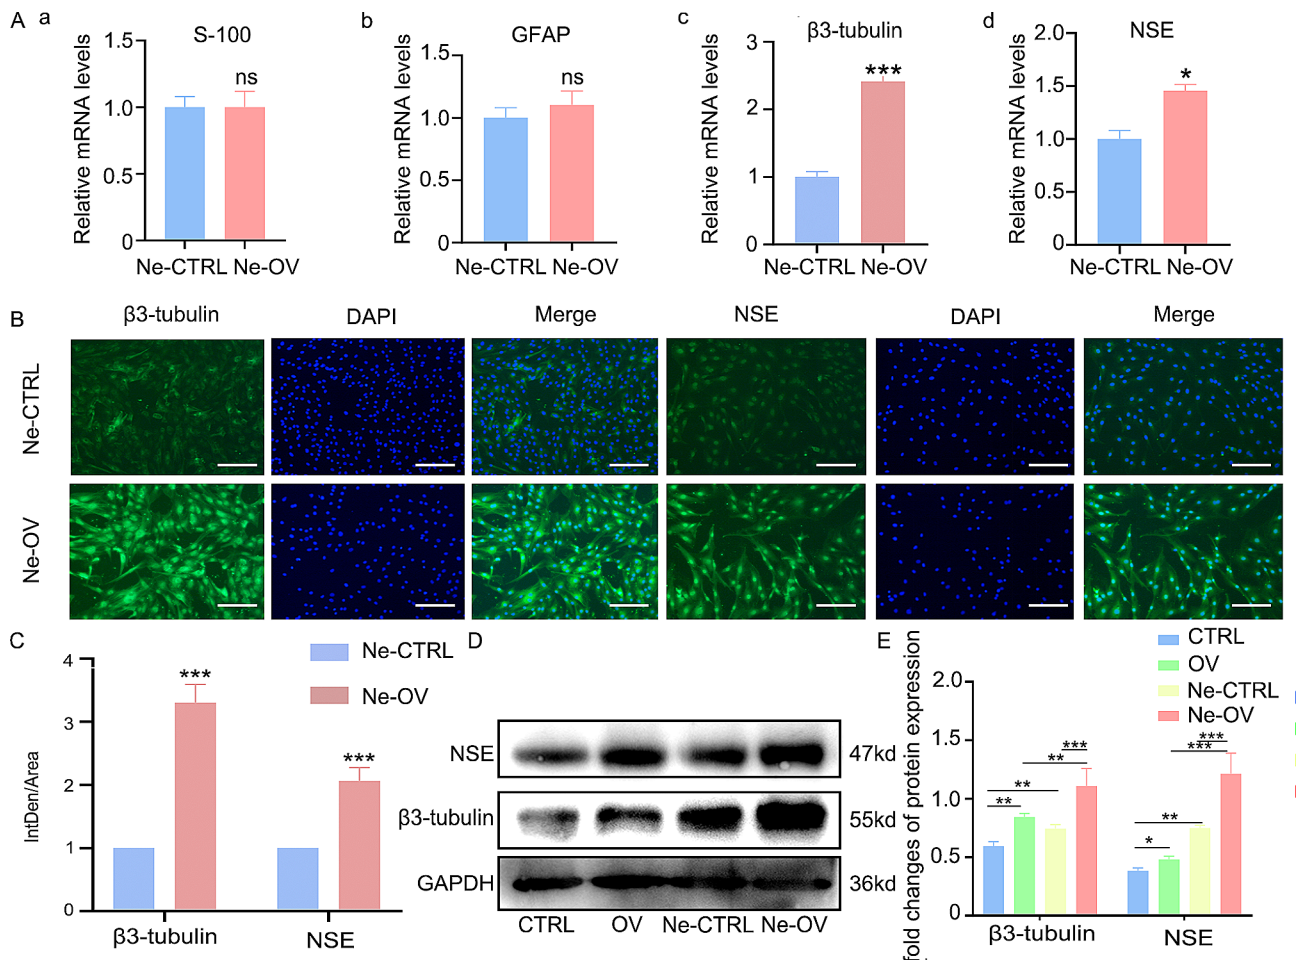 A
a
S-100
Relative mRNA levels
1.5
1.0
0.5
0
ns
Ne-CTRL Ne-OV
b
GFAP
Relative mRNA levels
1.5
1.0
0.5
0
ns
Ne-CTRL Ne-OV
c
β3-tubulin
Relative mRNA levels
3
2
1
0
***
Ne-CTRL Ne-OV
d
NSE
Relative mRNA levels
2.0
1.5
1.0
0.5
0
*
Ne-CTRL Ne-OV
B
β3-tubulin DAPI Merge NSE DAPI Merge
Ne-CTRL
Ne-OV
C
Ne-CTRL
Ne-OV
IntDen/Area
4
3
2
1
0
***
***
β3-tubulin NSE
D
NSE 47kd
β3-tubulin 55kd
GAPDH 36kd
CTRL OV Ne-CTRL Ne-OV
E
CTRL
OV
Ne-CTRL
Ne-OV
fold changes of protein expression
2.0
1.5
1.0
0.5
0
**
**
**
***
*
**
***
***
β3-tubulin NSE